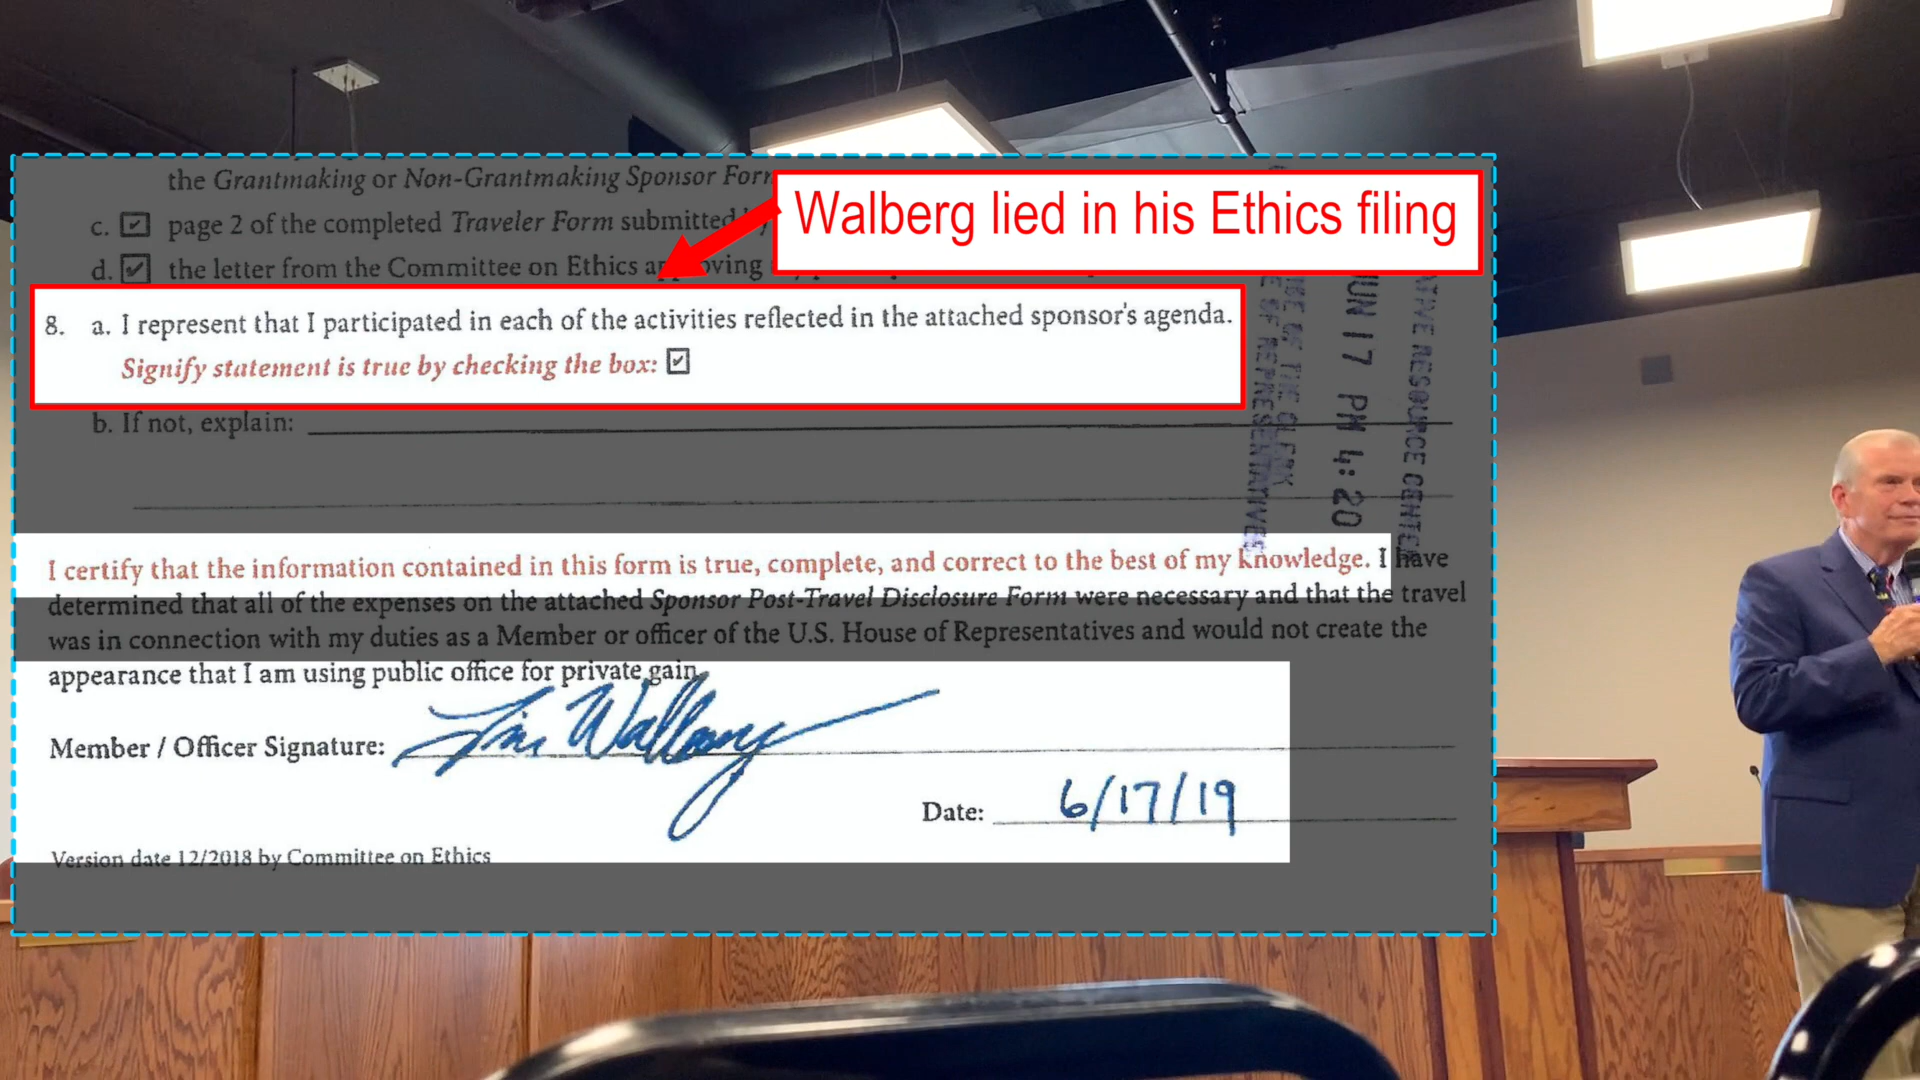 the Grantmaking or Non-Grantmaking Sponsor Form
Walberg lied in his Ethics filing
c. page 2 of the completed Traveler Form submitted
d. the letter from the Committee on Ethics approving
8. a. I represent that I participated in each of the activities reflected in the attached sponsor's agenda.
Signify statement is true by checking the box:
b. If not, explain:
I certify that the information contained in this form is true, complete, and correct to the best of my knowledge. I have
determined that all of the expenses on the attached Sponsor Post-Travel Disclosure Form were necessary and that the travel
was in connection with my duties as a Member or officer of the U.S. House of Representatives and would not create the
appearance that I am using public office for private gain.
Member / Officer Signature: Tim Walberg
Date: 6/17/19
Version date 12/2018 by Committee on Ethics
RESOURCE CENTER
JUN 17 PM 4:20
OF THE CLERK
OF REPRESENTATIVES